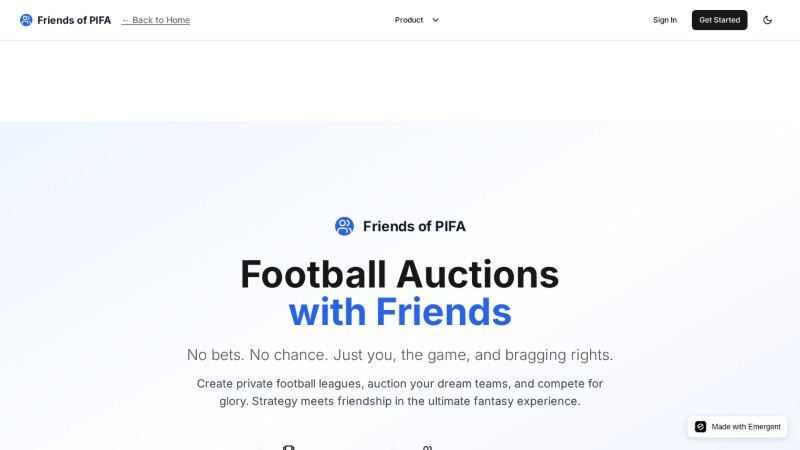 Friends of PIFA
← Back to Home
Product
Sign In
Get Started
Friends of PIFA
Football Auctions
with Friends
No bets. No chance. Just you, the game, and bragging rights.
Create private football leagues, auction your dream teams, and compete for
glory. Strategy meets friendship in the ultimate fantasy experience.
Made with Emergent